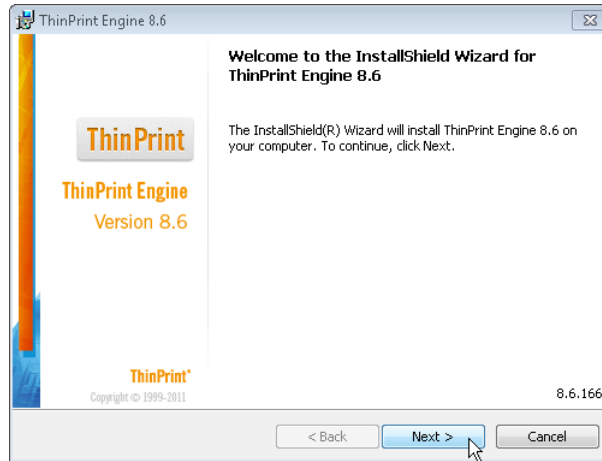 ThinPrint Engine 8.6
Welcome to the InstallShield Wizard for
ThinPrint Engine 8.6
The InstallShield(R) Wizard will install ThinPrint Engine 8.6 on
your computer. To continue, click Next.
ThinPrint
ThinPrint Engine
Version 8.6
ThinPrint®
Copyright © 1999-2011
8.6.166
< Back
Next >
Cancel